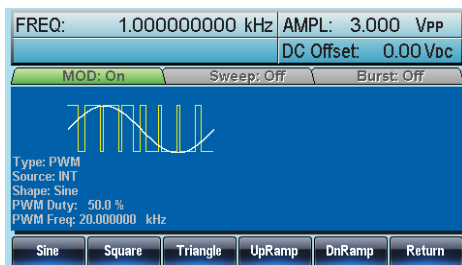 FREQ: 1.000000000 kHz AMPL: 3.000 VPP
DC Offset: 0.00 VDC
MOD: On Sweep: Off Burst: Off
Type: PWM
Source: INT
Shape: Sine
PWM Duty: 50.0 %
PWM Freq: 20.000000 kHz
Sine Square Triangle UpRamp DnRamp Return